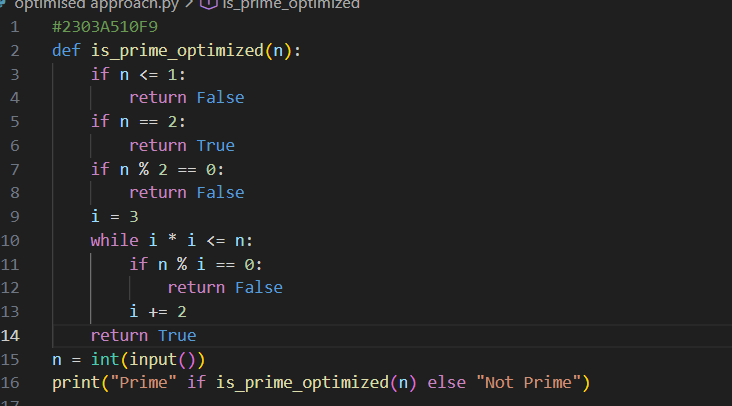 optimised approach.py > is_prime_optimized
1 #2303A510F9
2 def is_prime_optimized(n):
3     if n <= 1:
4         return False
5     if n == 2:
6         return True
7     if n % 2 == 0:
8         return False
9     i = 3
10     while i * i <= n:
11         if n % i == 0:
12             return False
13         i += 2
14     return True
15 n = int(input())
16 print("Prime" if is_prime_optimized(n) else "Not Prime")
17